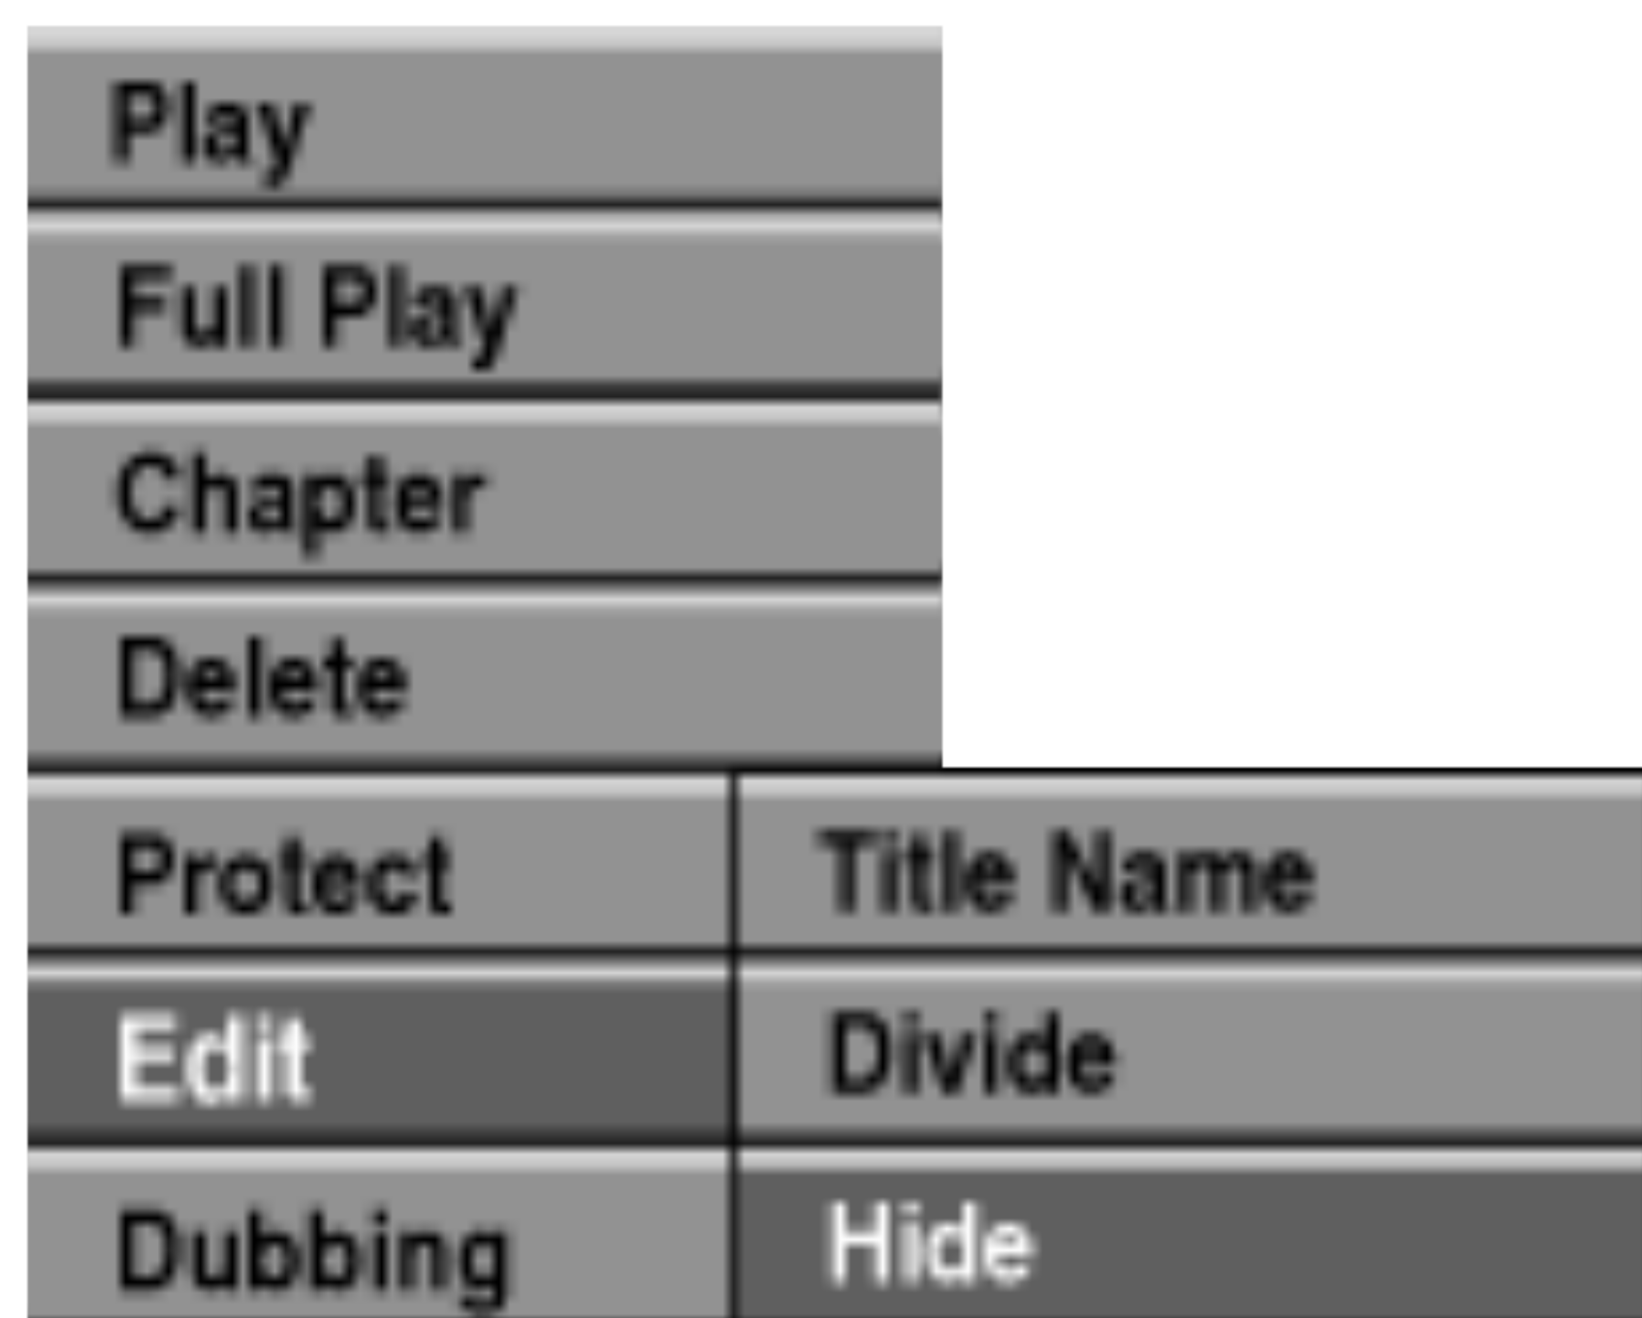 Play
Full Play
Chapter
Delete
Protect
Title Name
Edit
Divide
Dubbing
Hide